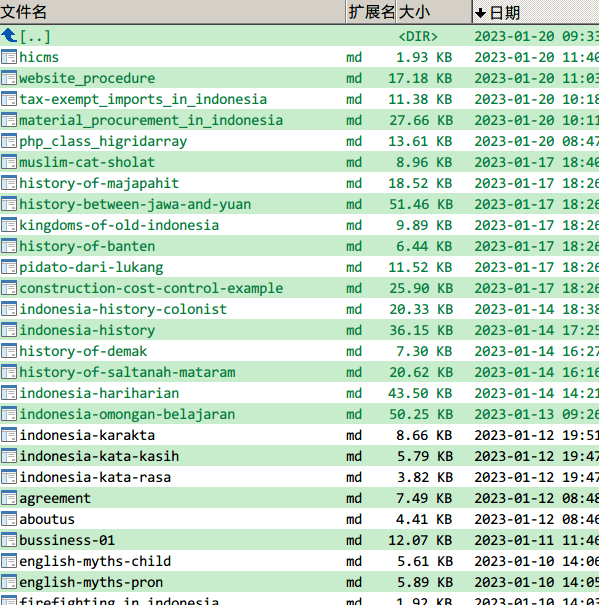 文件名 扩展名 大小 日期
[..] <DIR> 2023-01-20 09:33
hicms md 1.93 KB 2023-01-20 11:40
website_procedure md 17.18 KB 2023-01-20 11:03
tax-exempt_imports_in_indonesia md 11.38 KB 2023-01-20 10:18
material_procurement_in_indonesia md 27.66 KB 2023-01-20 10:11
php_class_higridarray md 13.61 KB 2023-01-20 08:47
muslim-cat-sholat md 8.96 KB 2023-01-17 18:40
history-of-majapahit md 18.52 KB 2023-01-17 18:26
history-between-jawa-and-yuan md 51.46 KB 2023-01-17 18:26
kingdoms-of-old-indonesia md 9.89 KB 2023-01-17 18:26
history-of-banten md 6.44 KB 2023-01-17 18:26
pidato-dari-lukang md 11.52 KB 2023-01-17 18:26
construction-cost-control-example md 25.90 KB 2023-01-17 18:26
indonesia-history-colonist md 20.33 KB 2023-01-14 18:38
indonesia-history md 36.15 KB 2023-01-14 17:25
history-of-demak md 7.30 KB 2023-01-14 16:27
history-of-saltanah-mataram md 20.62 KB 2023-01-14 16:16
indonesia-hariharian md 43.50 KB 2023-01-14 14:21
indonesia-omongan-belajaran md 50.25 KB 2023-01-13 09:26
indonesia-karakta md 8.66 KB 2023-01-12 19:51
indonesia-kata-kasih md 5.79 KB 2023-01-12 19:47
indonesia-kata-rasa md 3.82 KB 2023-01-12 19:47
agreement md 7.49 KB 2023-01-12 08:48
aboutus md 4.41 KB 2023-01-12 08:46
bussiness-01 md 12.07 KB 2023-01-11 11:46
english-myths-child md 5.61 KB 2023-01-10 14:06
english-myths-pron md 5.89 KB 2023-01-10 14:05
firefighting_in_indonesia md 1.92 KB 2023-01-10 14:03